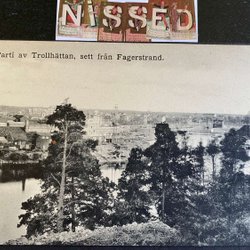 NISSED
Parti av Trollhättan, sett från Fagerstrand.